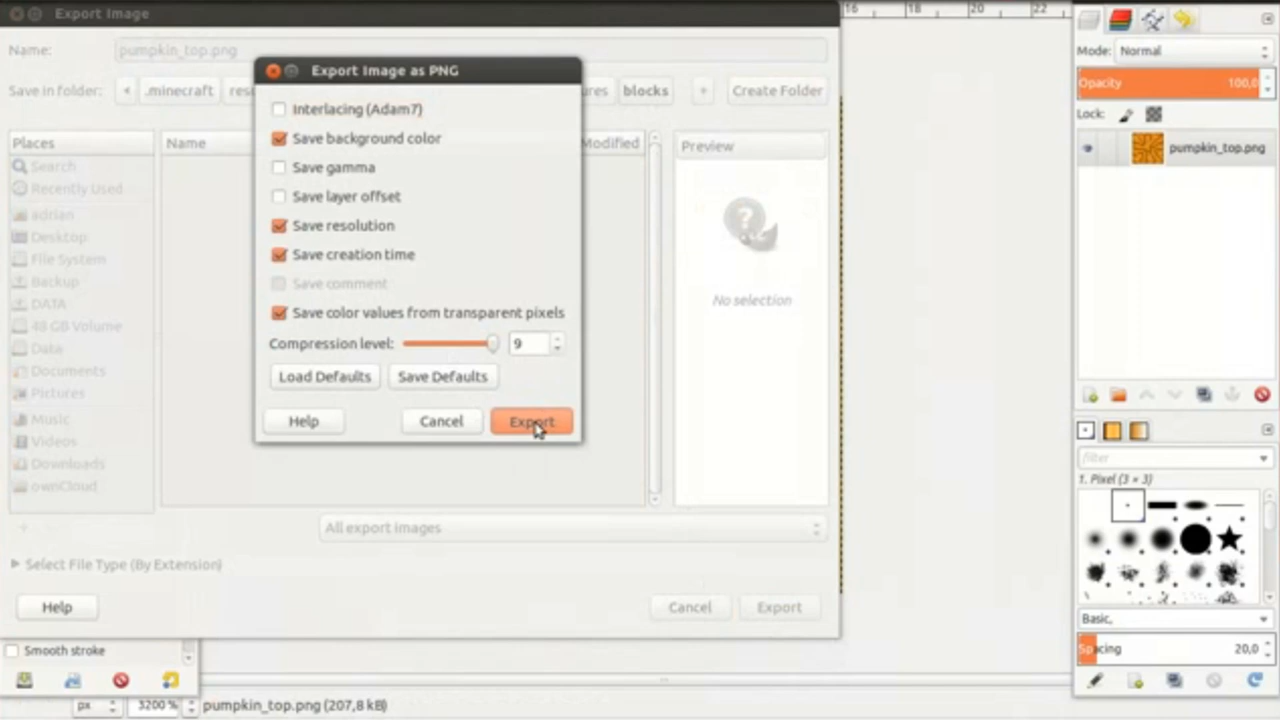 Export Image
16 18 20 22
Name: pumpkin_top.png
Save in folder: .minecraft blocks + Create Folder
Export Image as PNG
Interlacing (Adam7)
Save background color
Save gamma
Save layer offset
Save resolution
Save creation time
Save comment
Save color values from transparent pixels
Compression level: 9
Load Defaults Save Defaults
Help Cancel Export
Places
Search
Recently Used
adrian
Desktop
File System
Backup
DATA
48 GB Volume
Data
Documents
Pictures
Music
Videos
Downloads
ownCloud
Name Modified
Preview
No selection
All export images
Select File Type (By Extension)
Help Cancel Export
Smooth stroke
px 3200 % pumpkin_top.png (207,8 kB)
Mode: Normal
Opacity 100,0
Lock:
pumpkin_top.png
filter
1. Pixel (3 × 3)
Basic,
Spacing 20,0